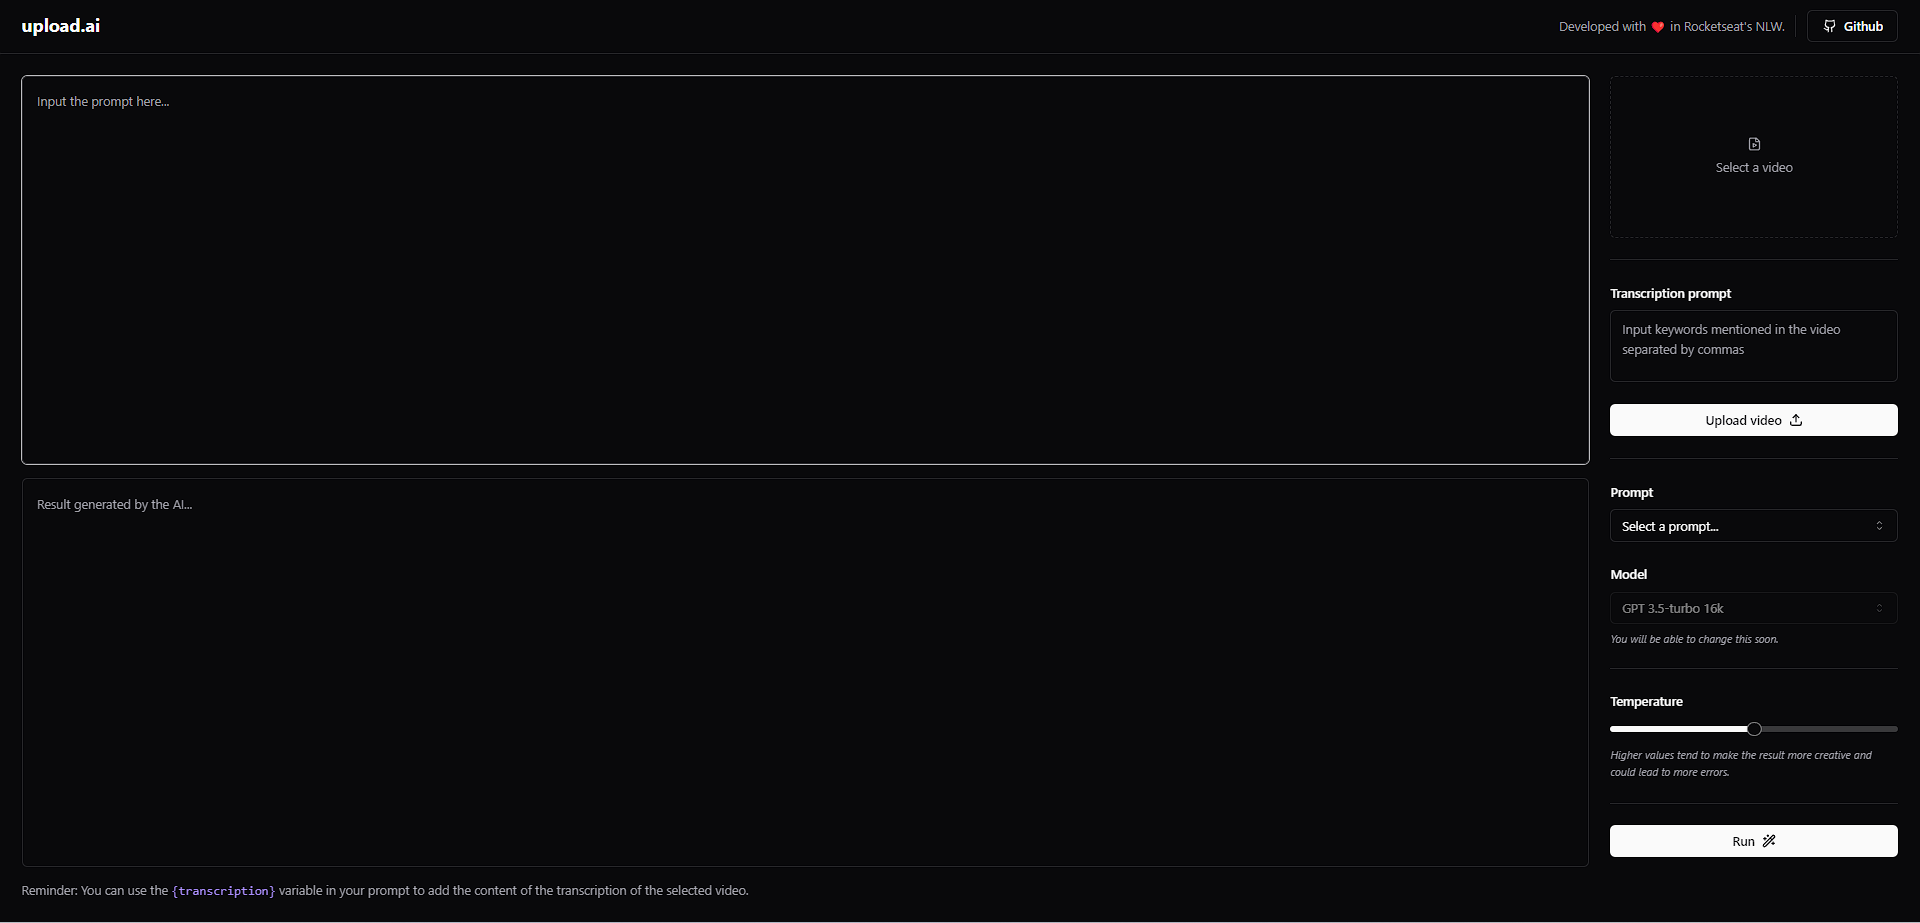 upload.ai
Developed with ❤️ in Rocketseat's NLW.
Github
Input the prompt here...
Select a video
Transcription prompt
Input keywords mentioned in the video
separated by commas
Upload video
Result generated by the AI...
Prompt
Select a prompt...
Model
GPT 3.5-turbo 16k
You will be able to change this soon.
Temperature
Higher values tend to make the result more creative and
could lead to more errors.
Run
Reminder: You can use the {transcription} variable in your prompt to add the content of the transcription of the selected video.